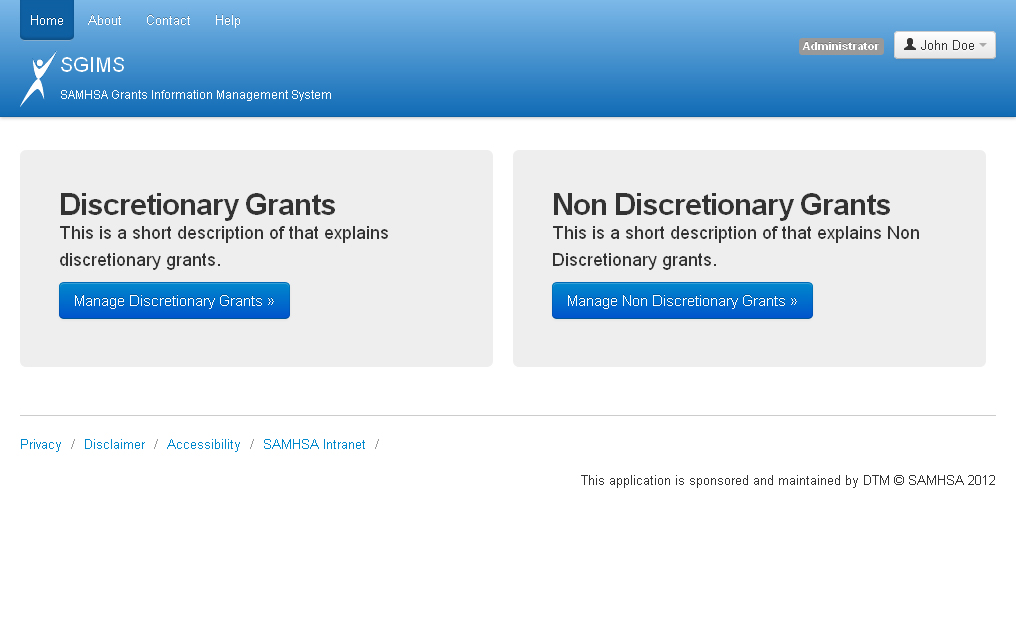 Home About Contact Help
Administrator
John Doe
SGIMS
SAMHSA Grants Information Management System
Discretionary Grants
This is a short description of that explains
discretionary grants.
Manage Discretionary Grants »
Non Discretionary Grants
This is a short description of that explains Non
Discretionary grants.
Manage Non Discretionary Grants »
Privacy / Disclaimer / Accessibility / SAMHSA Intranet /
This application is sponsored and maintained by DTM © SAMHSA 2012